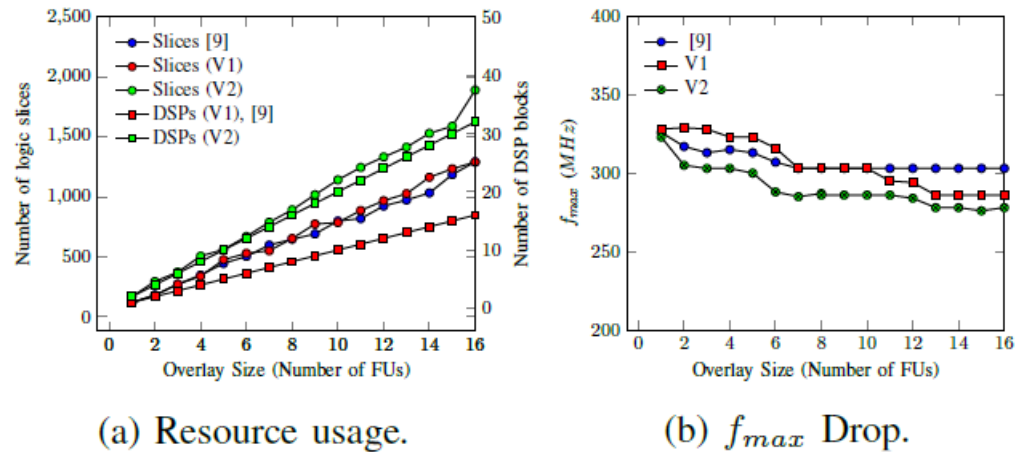 2,500
2,000
1,500
1,000
500
0
Number of logic slices
50
40
30
20
10
0
Number of DSP blocks
Slices [9]
Slices (V1)
Slices (V2)
DSPs (V1), [9]
DSPs (V2)
0 2 4 6 8 10 12 14 16
Overlay Size (Number of FUs)
(a) Resource usage.
400
350
300
250
200
fmax (MHz)
[9]
V1
V2
0 2 4 6 8 10 12 14 16
Overlay Size (Number of FUs)
(b) fmax Drop.